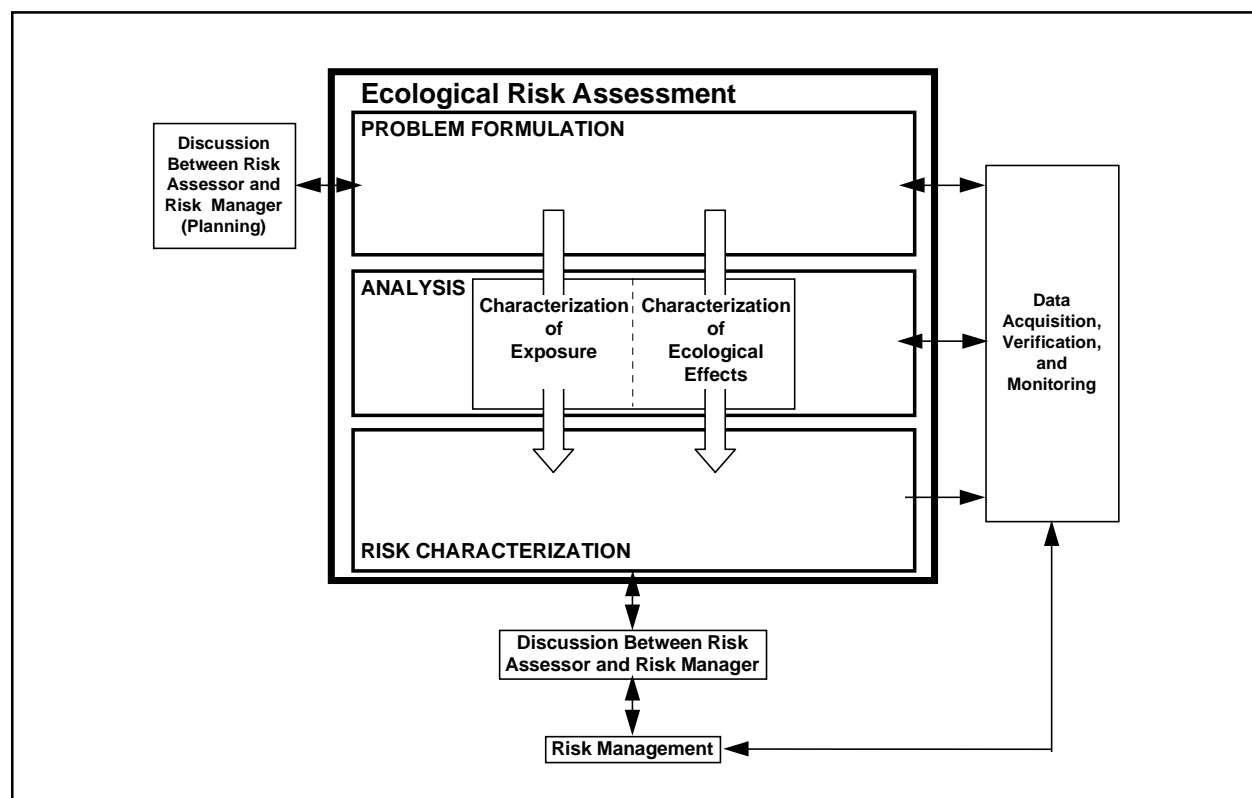 Ecological Risk Assessment
PROBLEM FORMULATION
Discussion
Between Risk
Assessor and
Risk Manager
(Planning)
ANALYSIS
Characterization
of
Exposure
Characterization
of
Ecological
Effects
Data
Acquisition,
Verification,
and
Monitoring
RISK CHARACTERIZATION
Discussion Between Risk
Assessor and Risk Manager
Risk Management